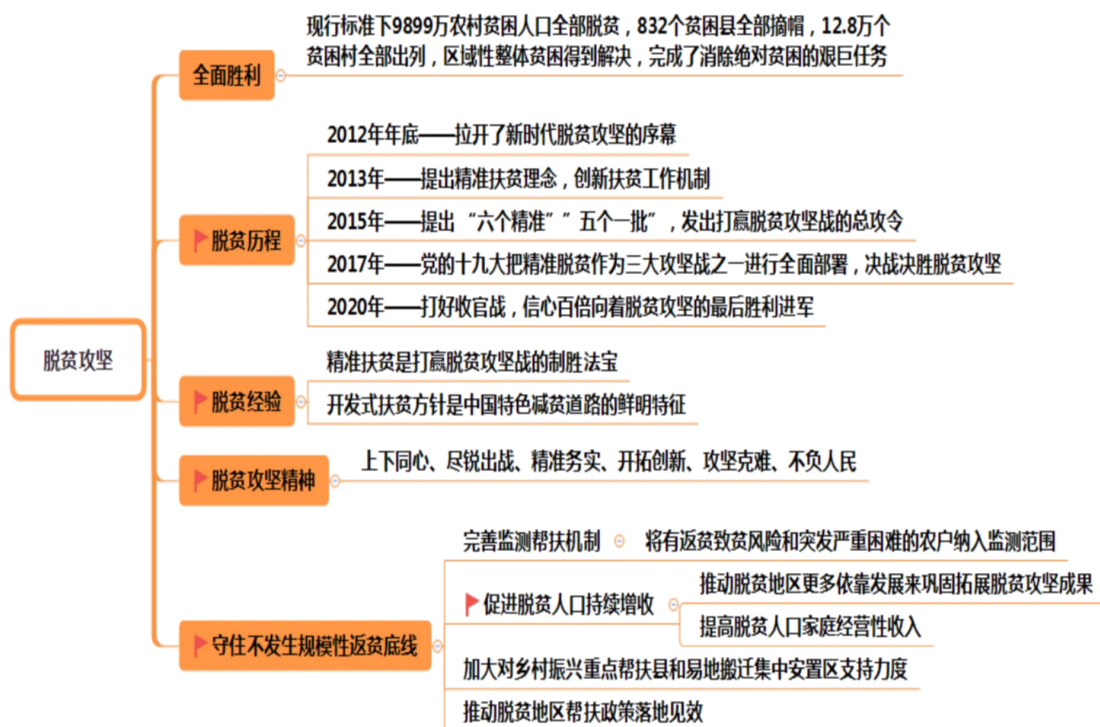 现行标准下9899万农村贫困人口全部脱贫，832个贫困县全部摘帽，12.8万个
贫困村全部出列，区域性整体贫困得到解决，完成了消除绝对贫困的艰巨任务
全面胜利
2012年年底——拉开了新时代脱贫攻坚的序幕
2013年——提出精准扶贫理念，创新扶贫工作机制
2015年——提出“六个精准”“五个一批”，发出打赢脱贫攻坚战的总攻令
脱贫历程
2017年——党的十九大把精准脱贫作为三大攻坚战之一进行全面部署，决战决胜脱贫攻坚
2020年——打好收官战，信心百倍向着脱贫攻坚的最后胜利进军
脱贫攻坚
精准扶贫是打赢脱贫攻坚战的制胜法宝
脱贫经验
开发式扶贫方针是中国特色减贫道路的鲜明特征
上下同心、尽锐出战、精准务实、开拓创新、攻坚克难、不负人民
脱贫攻坚精神
完善监测帮扶机制 将有返贫致贫风险和突发严重困难的农户纳入监测范围
推动脱贫地区更多依靠发展来巩固拓展脱贫攻坚成果
促进脱贫人口持续增收
提高脱贫人口家庭经营性收入
守住不发生规模性返贫底线
加大对乡村振兴重点帮扶县和易地搬迁集中安置区支持力度
推动脱贫地区帮扶政策落地见效